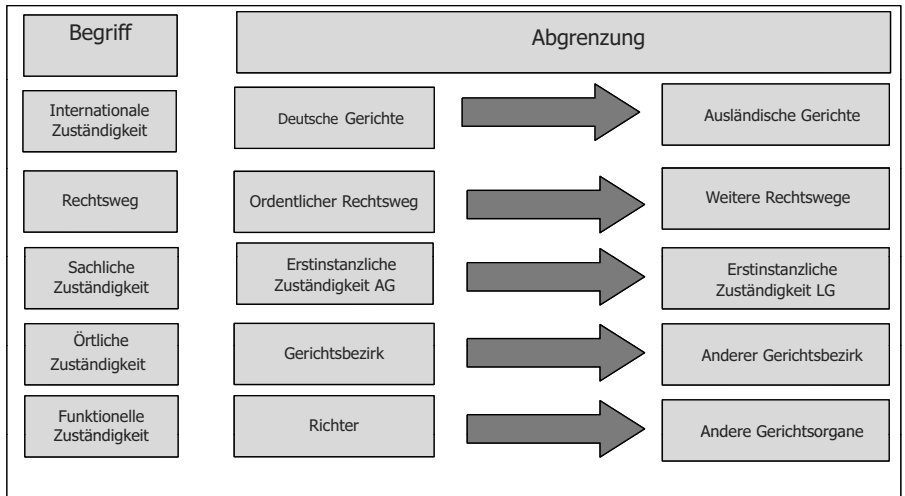 Begriff
Abgrenzung
Internationale
Zuständigkeit
Deutsche Gerichte
Ausländische Gerichte
Rechtsweg
Ordentlicher Rechtsweg
Weitere Rechtswege
Sachliche
Zuständigkeit
Erstinstanzliche
Zuständigkeit AG
Erstinstanzliche
Zuständigkeit LG
Örtliche
Zuständigkeit
Gerichtsbezirk
Anderer Gerichtsbezirk
Funktionelle
Zuständigkeit
Richter
Andere Gerichtsorgane